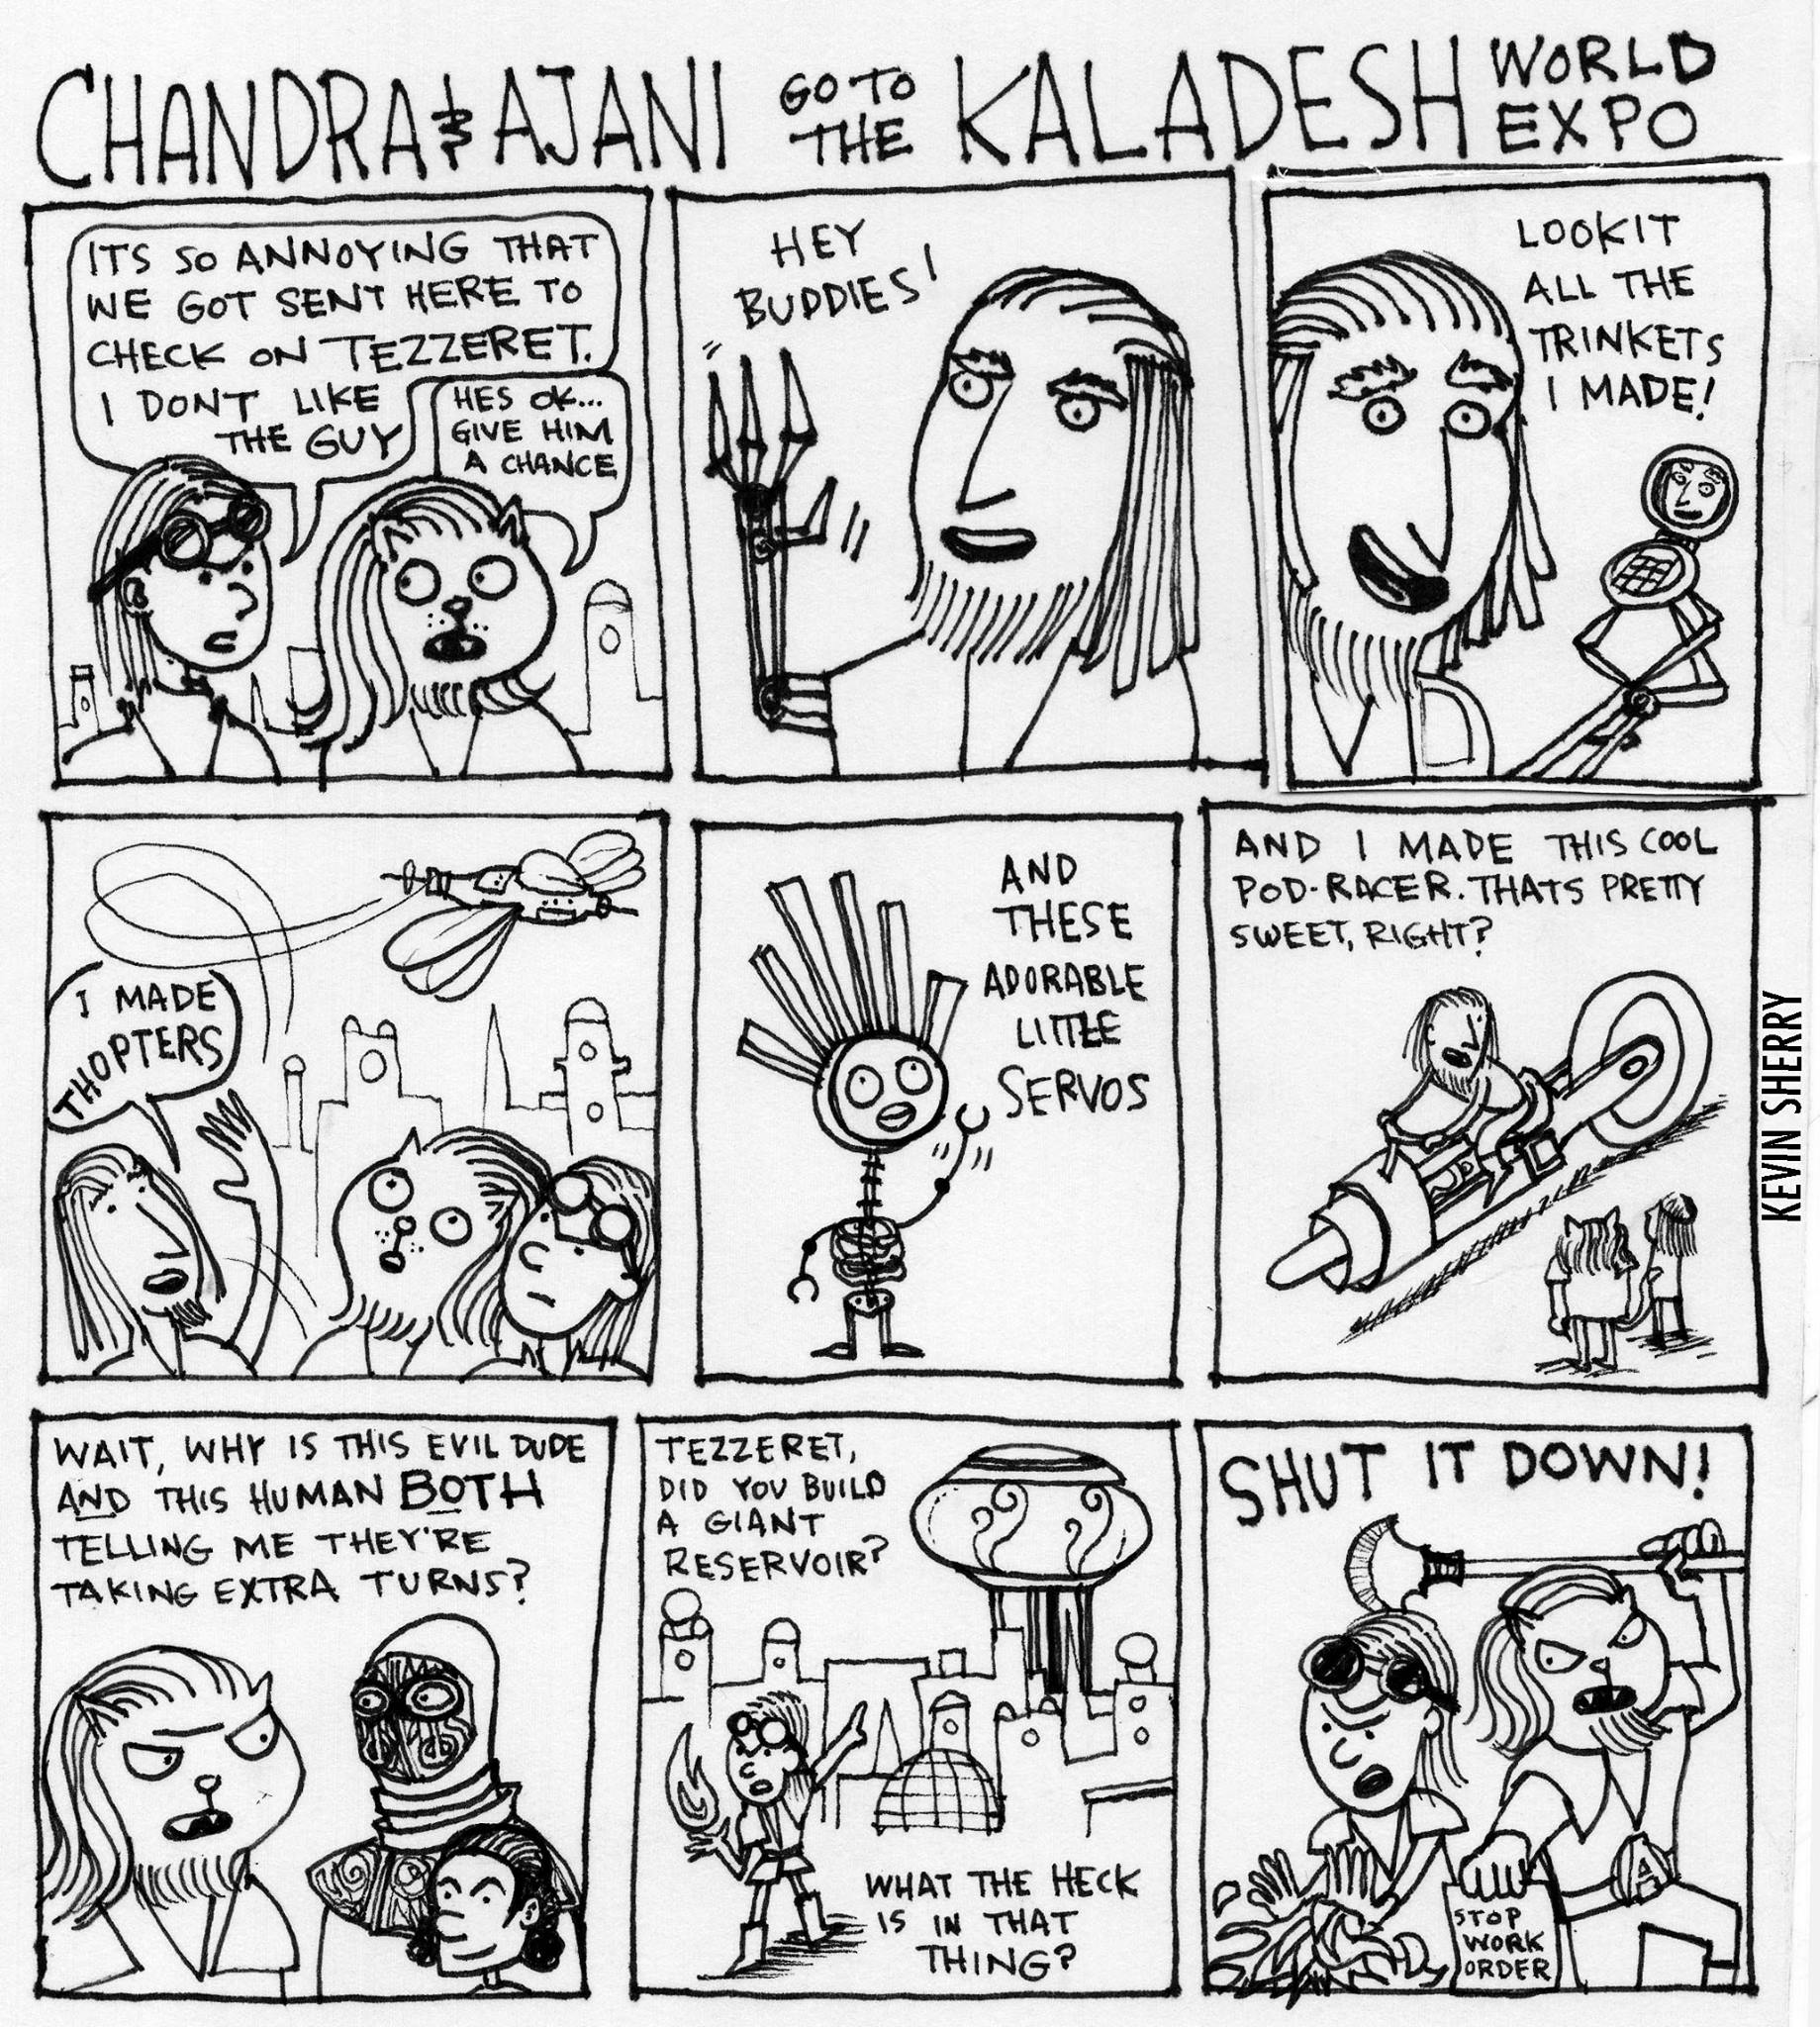 CHANDRA & AJANI GO TO THE KALADESH WORLD EXPO
ITS SO ANNOYING THAT
WE GOT SENT HERE TO
CHECK ON TEZZERET.
I DONT LIKE
THE GUY
HES OK...
GIVE HIM
A CHANCE
HEY
BUDDIES!
LOOKIT
ALL THE
TRINKETS
I MADE!
I MADE
THOPTERS
AND
THESE
ADORABLE
LITTLE
SERVOS
AND I MADE THIS COOL
POD-RACER. THATS PRETTY
SWEET, RIGHT?
KEVIN SHERRY
WAIT, WHY IS THIS EVIL DUDE
AND THIS HUMAN BOTH
TELLING ME THEY'RE
TAKING EXTRA TURNS?
TEZZERET,
DID YOU BUILD
A GIANT
RESERVOIR?
WHAT THE HECK
IS IN THAT
THING?
SHUT IT DOWN!
A
STOP
WORK
ORDER